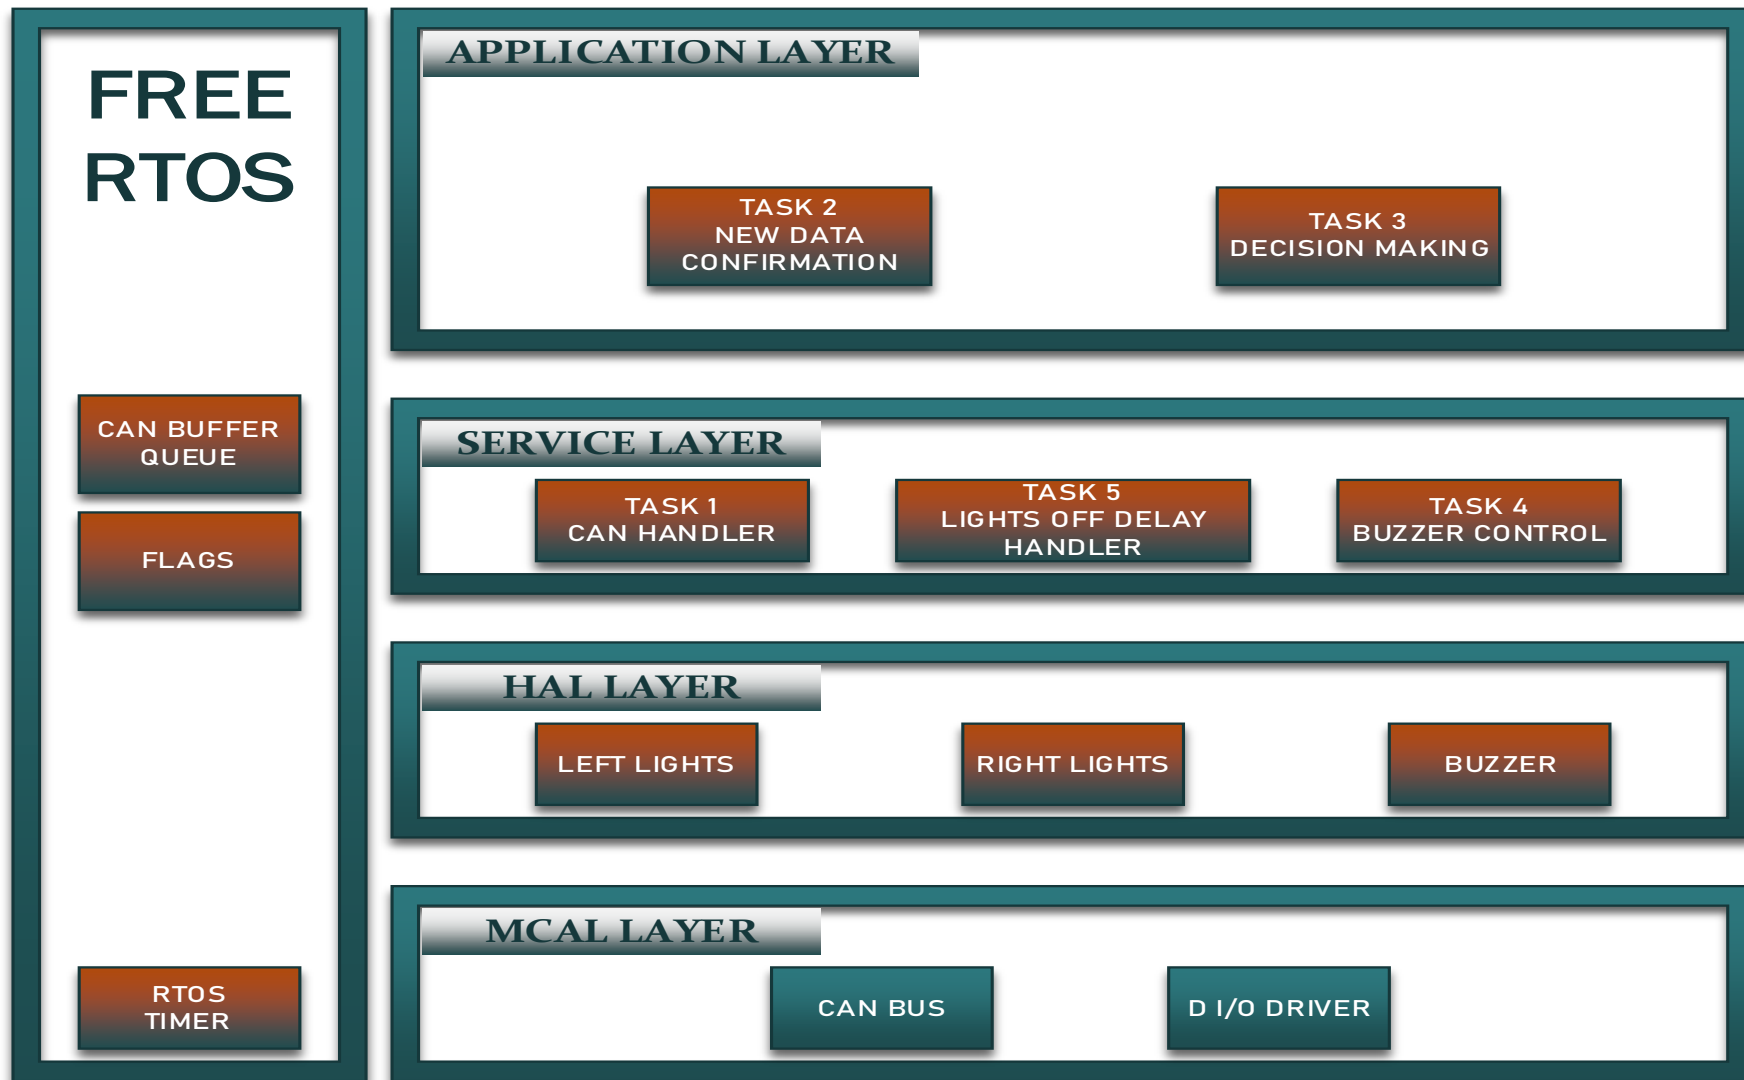 FREE
RTOS
CAN BUFFER
QUEUE
FLAGS
RTOS
TIMER
APPLICATION LAYER
TASK 2
NEW DATA
CONFIRMATION
TASK 3
DECISION MAKING
SERVICE LAYER
TASK 1
CAN HANDLER
TASK 5
LIGHTS OFF DELAY
HANDLER
TASK 4
BUZZER CONTROL
HAL LAYER
LEFT LIGHTS
RIGHT LIGHTS
BUZZER
MCAL LAYER
CAN BUS
D I/O DRIVER